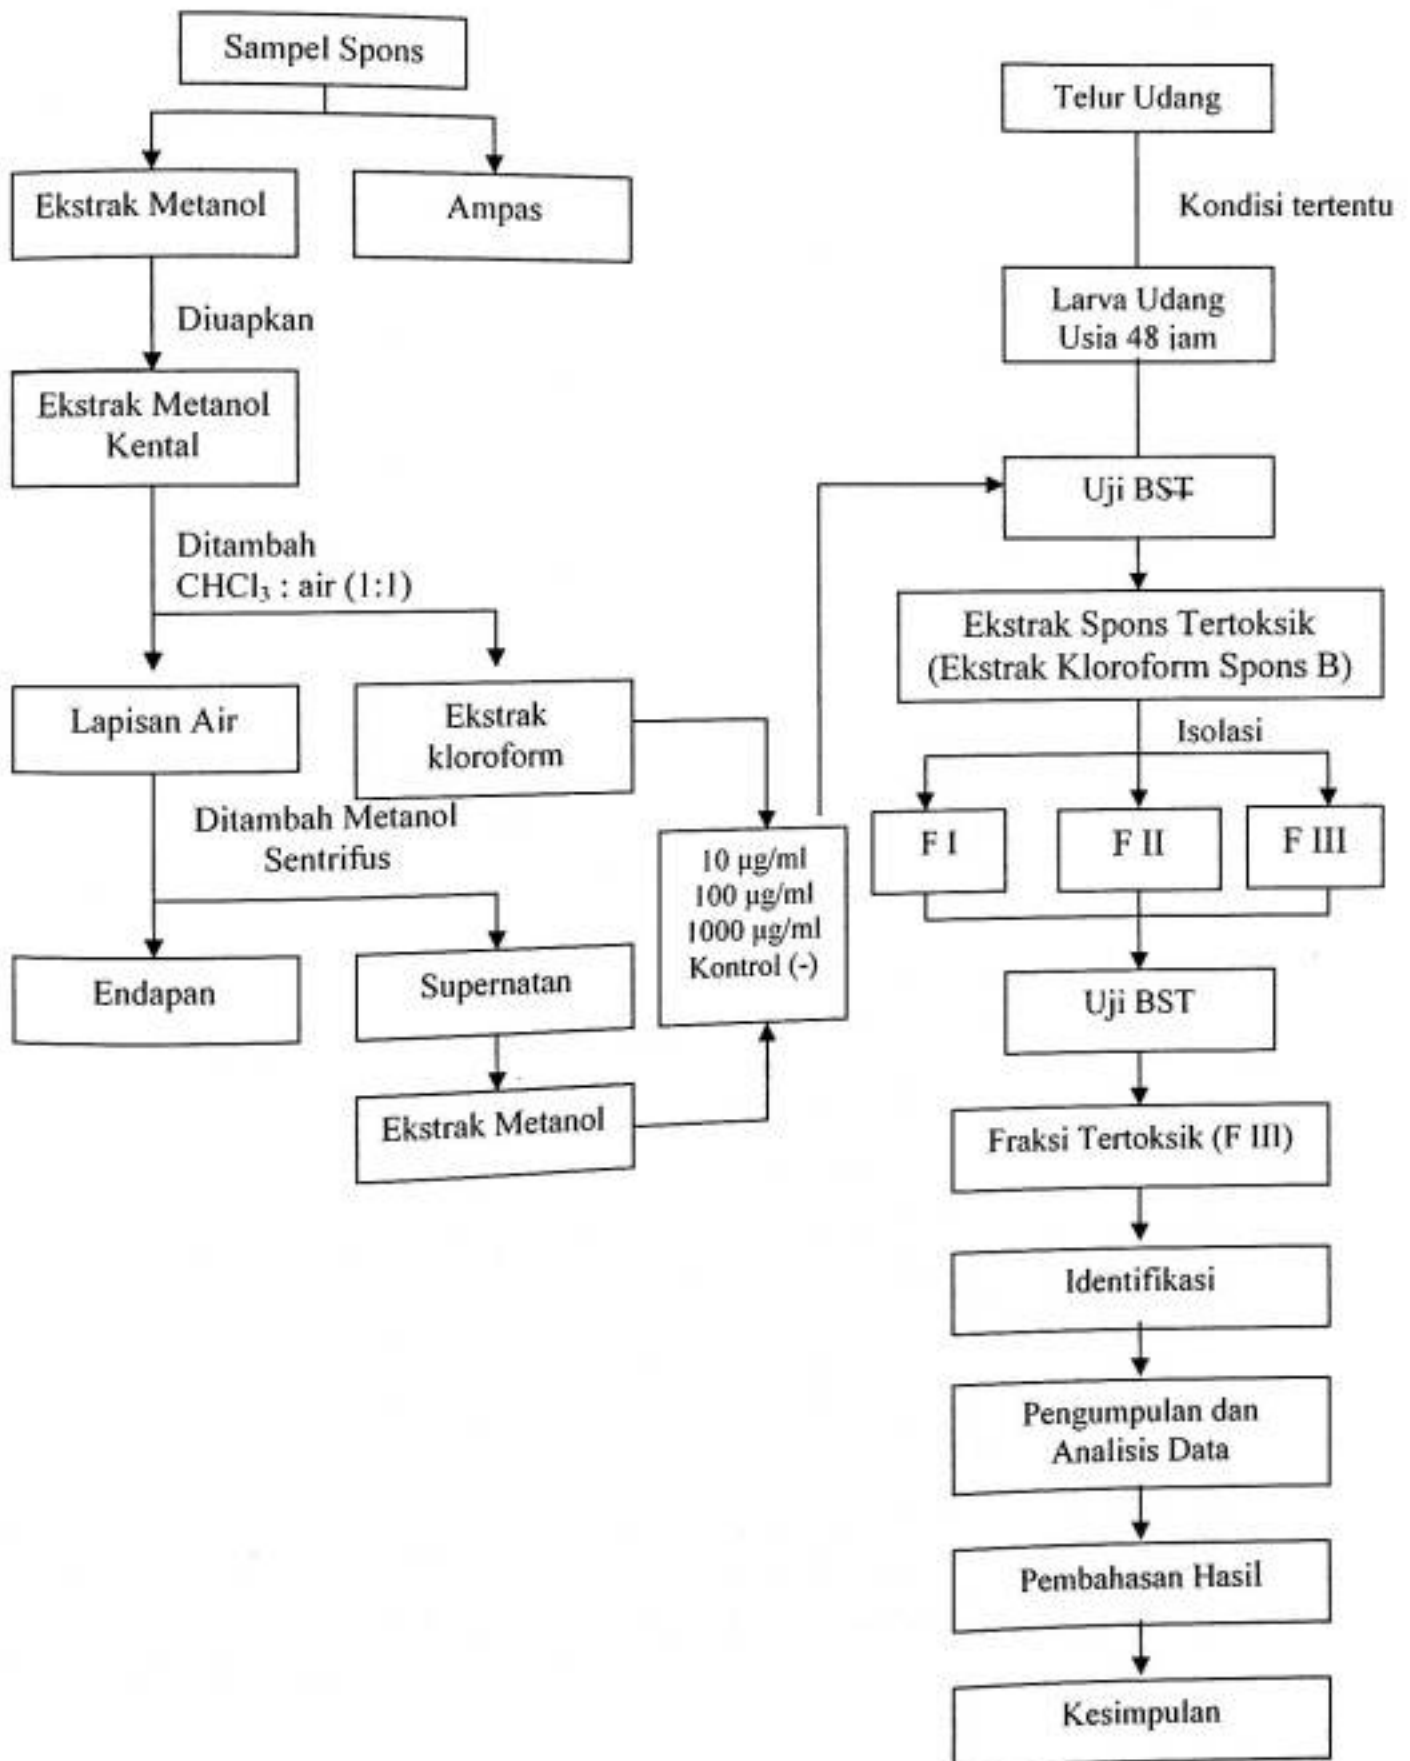 Sampel Spons
Ekstrak Metanol
Ampas
Diuapkan
Ekstrak Metanol
Kental
Ditambah
CHCl₃ : air (1:1)
Lapisan Air
Ekstrak
kloroform
Ditambah Metanol
Sentrifus
Endapan
Supernatan
Ekstrak Metanol
10 µg/ml
100 µg/ml
1000 µg/ml
Kontrol (-)
Telur Udang
Kondisi tertentu
Larva Udang
Usia 48 jam
Uji BST
Ekstrak Spons Tertoksik
(Ekstrak Kloroform Spons B)
Isolasi
F I
F II
F III
Uji BST
Fraksi Tertoksik (F III)
Identifikasi
Pengumpulan dan
Analisis Data
Pembahasan Hasil
Kesimpulan